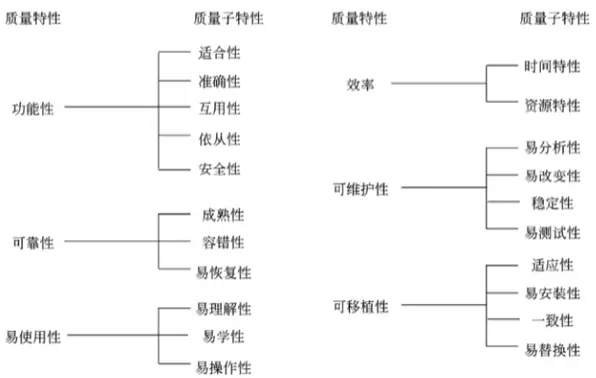 质量特性
质量子特性
功能性
适合性
准确性
互用性
依从性
安全性
可靠性
成熟性
容错性
易恢复性
易使用性
易理解性
易学性
易操作性
质量特性
质量子特性
效率
时间特性
资源特性
可维护性
易分析性
易改变性
稳定性
易测试性
可移植性
适应性
易安装性
一致性
易替换性